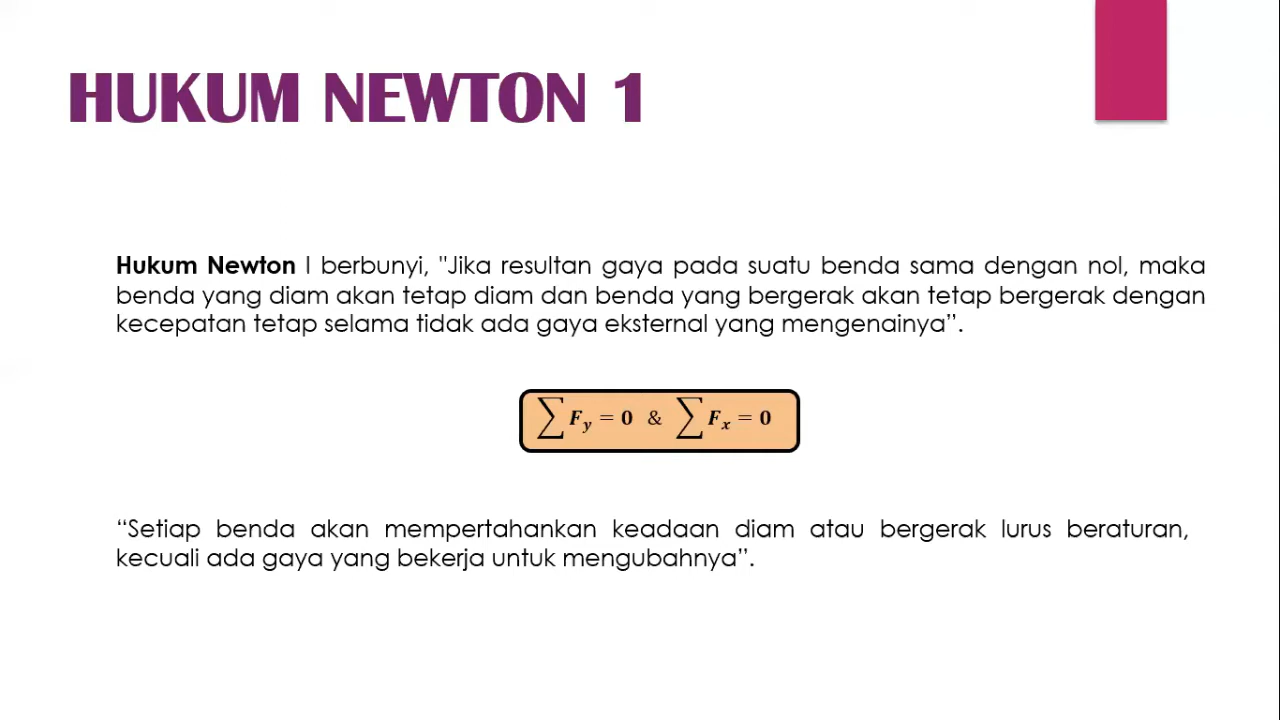 HUKUM NEWTON 1
Hukum Newton I berbunyi, "Jika resultan gaya pada suatu benda sama dengan nol, maka
benda yang diam akan tetap diam dan benda yang bergerak akan tetap bergerak dengan
kecepatan tetap selama tidak ada gaya eksternal yang mengenainya”.
∑ F_y = 0 & ∑ F_x = 0
“Setiap benda akan mempertahankan keadaan diam atau bergerak lurus beraturan,
kecuali ada gaya yang bekerja untuk mengubahnya”.